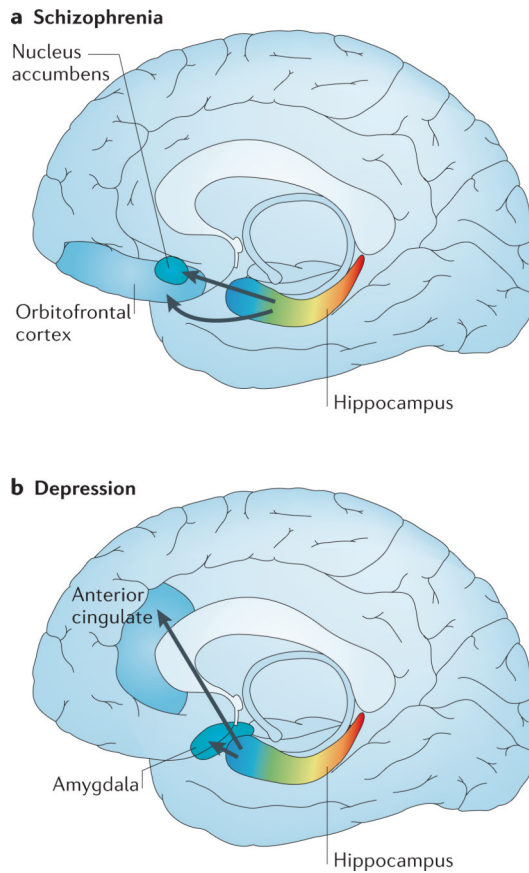 a Schizophrenia
Nucleus
accumbens
Orbitofrontal
cortex
Hippocampus
b Depression
Anterior
cingulate
Amygdala
Hippocampus